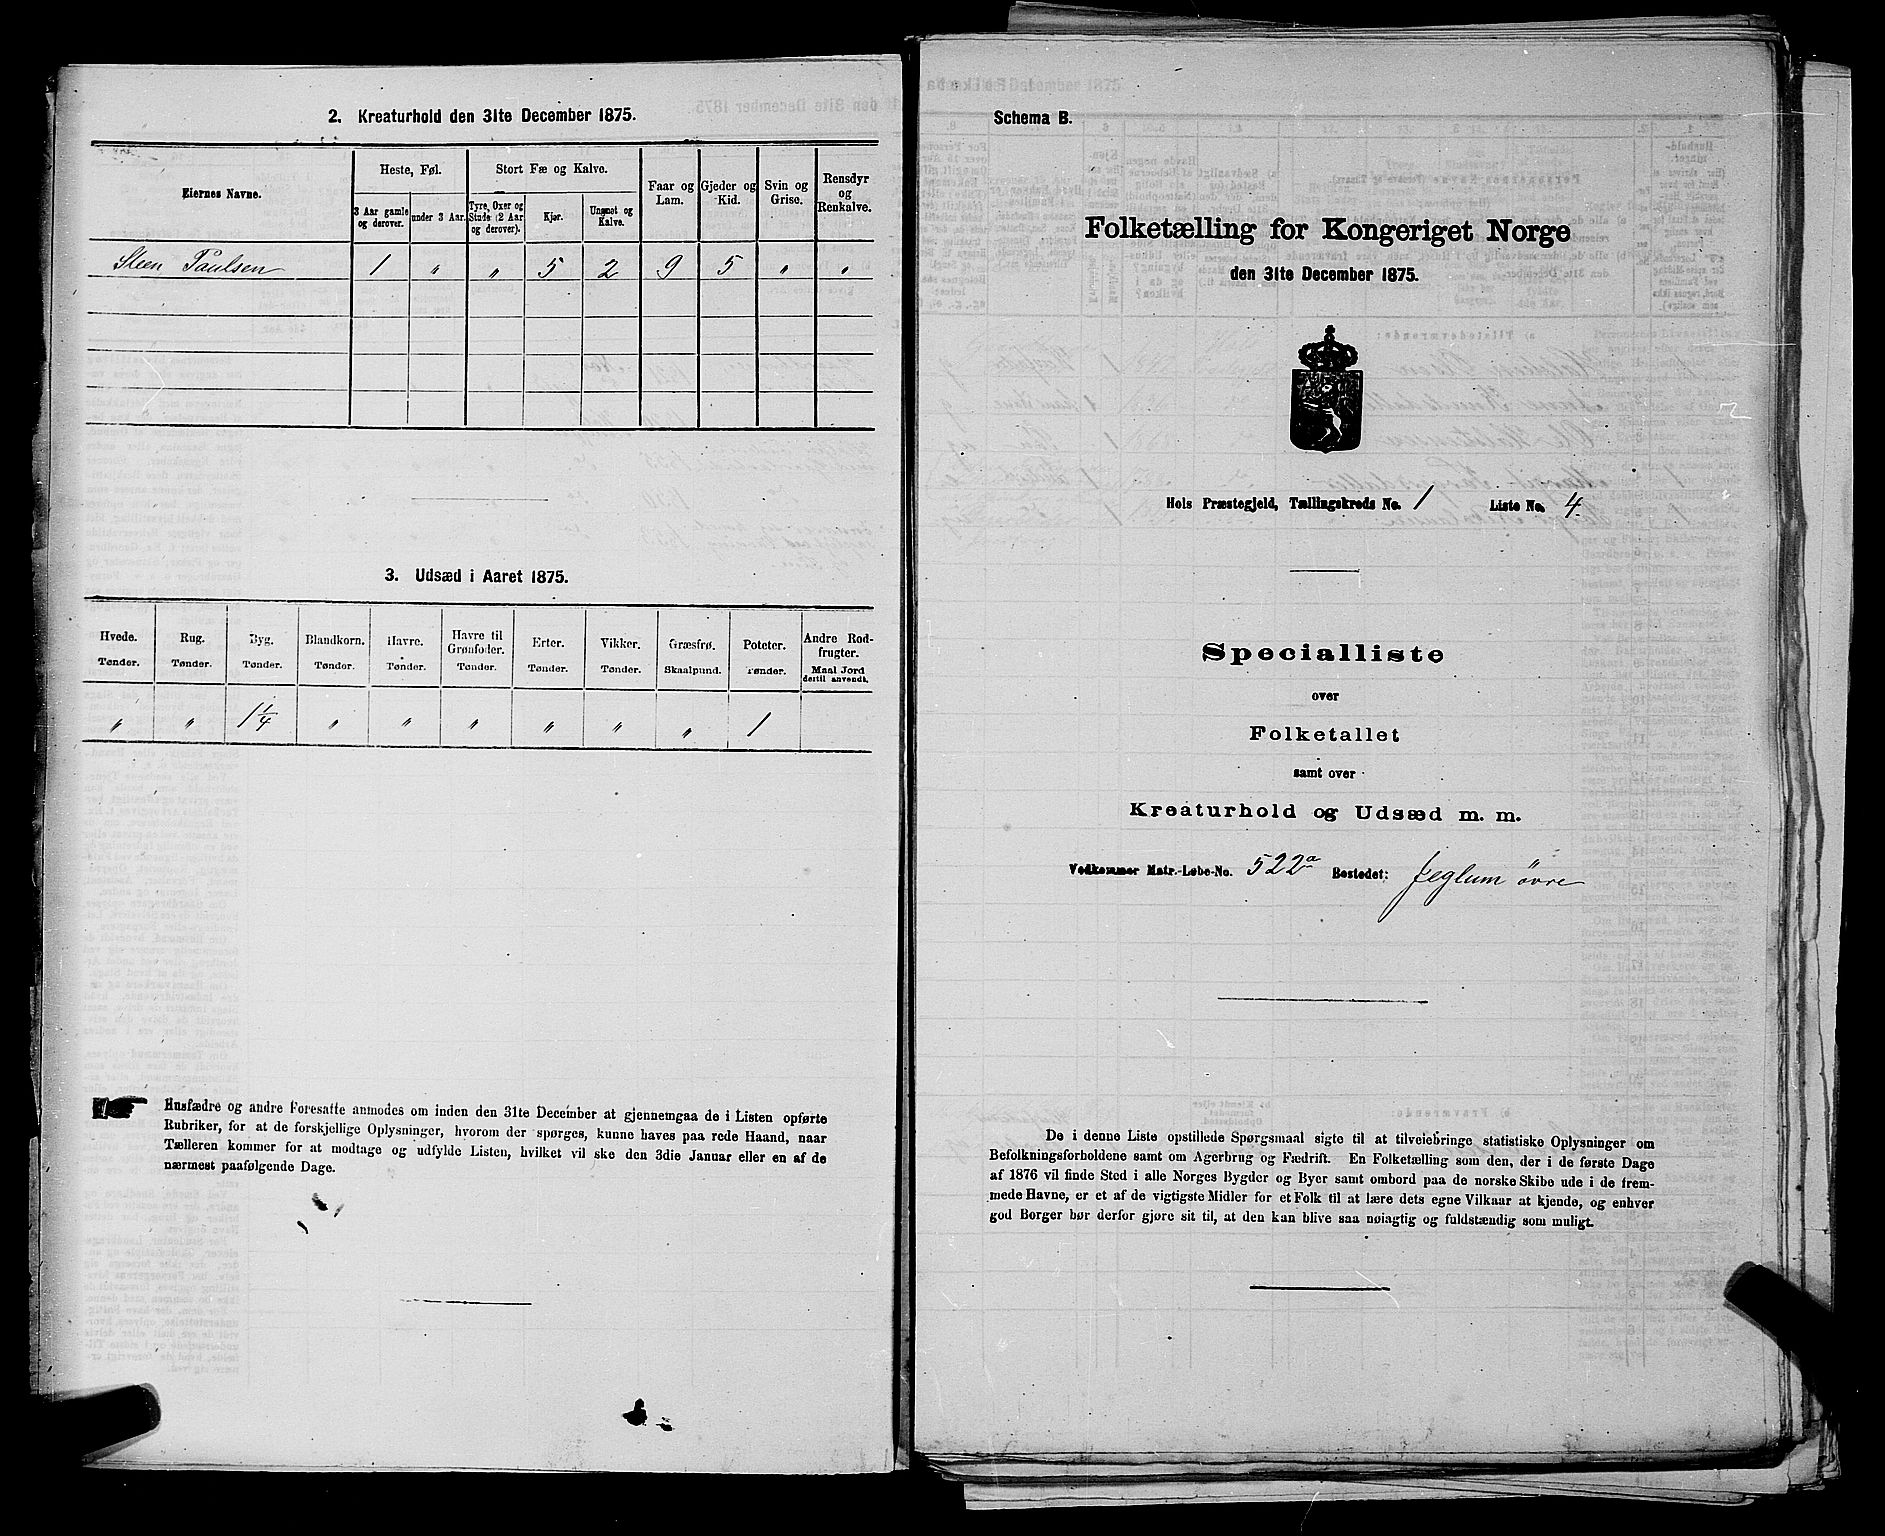 2. Kreaturhold den 31te December 1875.
Eiernes Navne.
Heste, Føl.
3 Aar gamle og derover.
under 3 Aar.
Stort Fæ og Kalve.
Tyre, Oxer og Stude (2 Aar og derover).
Kjør.
Ungnøt og Kalve.
Faar og Lam.
Gjeder og Kid.
Svin og Grise.
Rensdyr og Renkalve.
Steen Paulsen 1 " " 5 2 9 5 " "
3. Udsæd i Aaret 1875.
Hvede. Rug. Byg. Blandkorn. Havre. Havre til Grønfoder. Erter. Vikker. Græsfrø. Poteter. Andre Rodfrugter.
Tønder. Tønder. Tønder. Tønder. Tønder. Tønder. Tønder. Tønder. Skaalpund. Tønder. Maal Jord dertil anvendt.
" " 1 1/4 " " " " " " 1
Husfædre og andre Foresatte anmodes om inden den 31te December at gjennemgaa de i Listen opførte
Rubriker, for at de forskjellige Oplysninger, hvorom der spørges, kunne haves paa rede Haand, naar
Tælleren kommer for at modtage og udfylde Listen, hvilket vil ske den 3die Januar eller en af de
nærmest paafølgende Dage.
Schema B.
Folketælling for Kongeriget Norge
den 31te December 1875.
Hols Præstegjeld, Tællingskreds No. 1 Liste No. 4.
Specialliste
over
Folketallet
samt over
Kreaturhold og Udsæd m. m.
Vedkommer Matr.-Løbe-No. 522a Bostedet: Jeglum øvre
De i denne Liste opstillede Spørgsmaal sigte til at tilveiebringe statistiske Oplysninger om
Befolkningsforholdene samt om Agerbrug og Fædrift. En Folketælling som den, der i de første Dage
af 1876 vil finde Sted i alle Norges Bygder og Byer samt ombord paa de norske Skibe ude i de frem-
mede Havne, er et af de vigtigste Midler for et Folk til at lære dets egne Vilkaar at kjende, og enhver
god Borger bør derfor gjøre sit til, at den kan blive saa nøiagtig og fuldstændig som muligt.